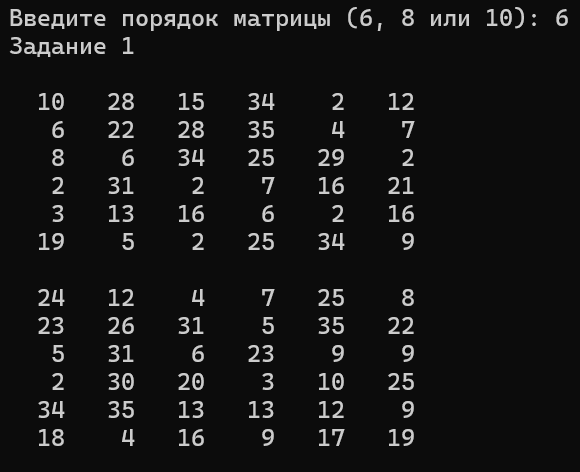 Введите порядок матрицы (6, 8 или 10): 6
Задание 1
10 28 15 34 2 12
6 22 28 35 4 7
8 6 34 25 29 2
2 31 2 7 16 21
3 13 16 6 2 16
19 5 2 25 34 9
24 12 4 7 25 8
23 26 31 5 35 22
5 31 6 23 9 9
2 30 20 3 10 25
34 35 13 13 12 9
18 4 16 9 17 19